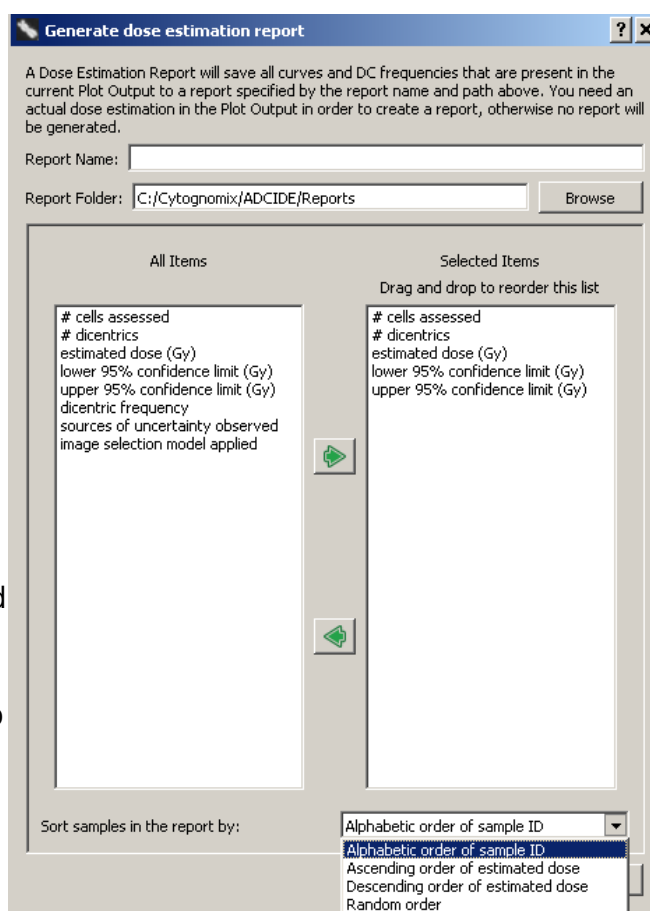 Generate dose estimation report
A Dose Estimation Report will save all curves and DC frequencies that are present in the
current Plot Output to a report specified by the report name and path above. You need an
actual dose estimation in the Plot Output in order to create a report, otherwise no report will
be generated.
Report Name:
Report Folder: C:/Cytognomix/ADCIDE/Reports Browse
All Items
# cells assessed
# dicentrics
estimated dose (Gy)
lower 95% confidence limit (Gy)
upper 95% confidence limit (Gy)
dicentric frequency
sources of uncertainty observed
image selection model applied
Selected Items
Drag and drop to reorder this list
# cells assessed
# dicentrics
estimated dose (Gy)
lower 95% confidence limit (Gy)
upper 95% confidence limit (Gy)
Sort samples in the report by: Alphabetic order of sample ID
Alphabetic order of sample ID
Ascending order of estimated dose
Descending order of estimated dose
Random order